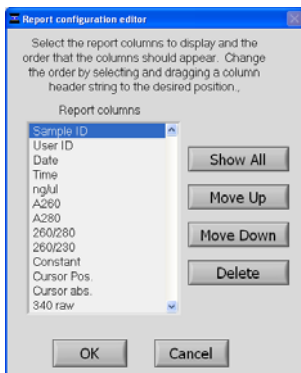 Report configuration editor
Select the report columns to display and the
order that the columns should appear. Change
the order by selecting and dragging a column
header string to the desired position.,
Report columns
Sample ID
User ID
Date
Time
ng/ul
A260
A280
260/280
260/230
Constant
Cursor Pos.
Cursor abs.
340 raw
Show All
Move Up
Move Down
Delete
OK
Cancel